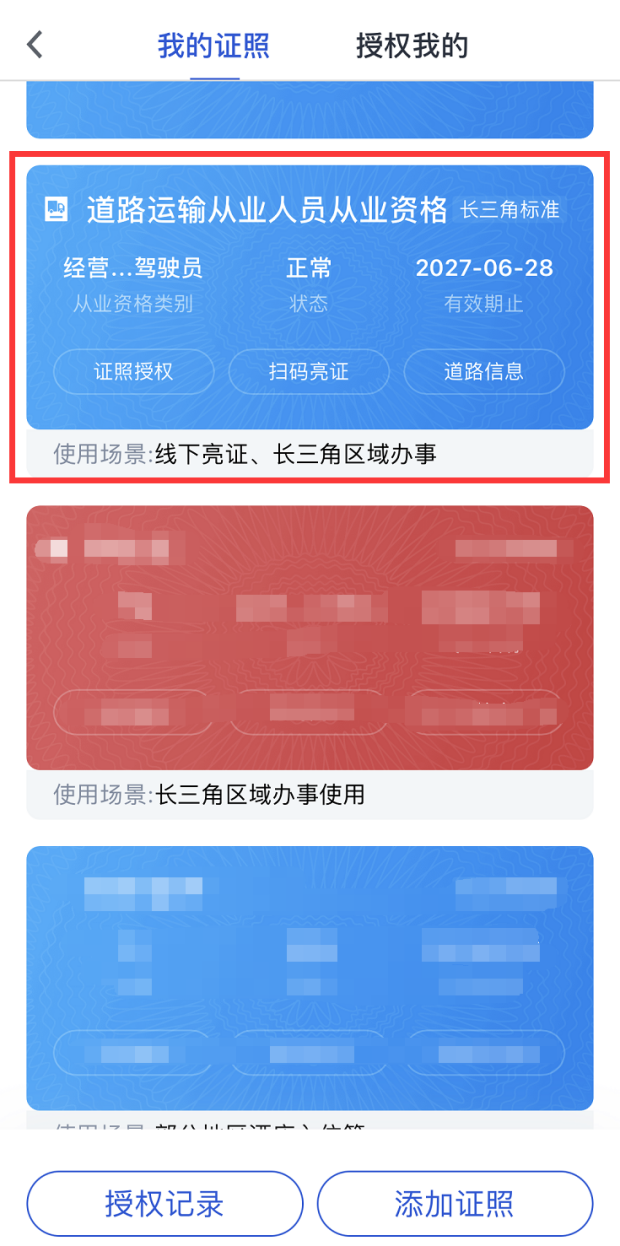 我的证照 授权我的
道路运输从业人员从业资格 长三角标准
经营...驾驶员 正常 2027-06-28
从业资格类别 状态 有效期止
证照授权 扫码亮证 道路信息
使用场景:线下亮证、长三角区域办事
使用场景:长三角区域办事使用
授权记录 添加证照